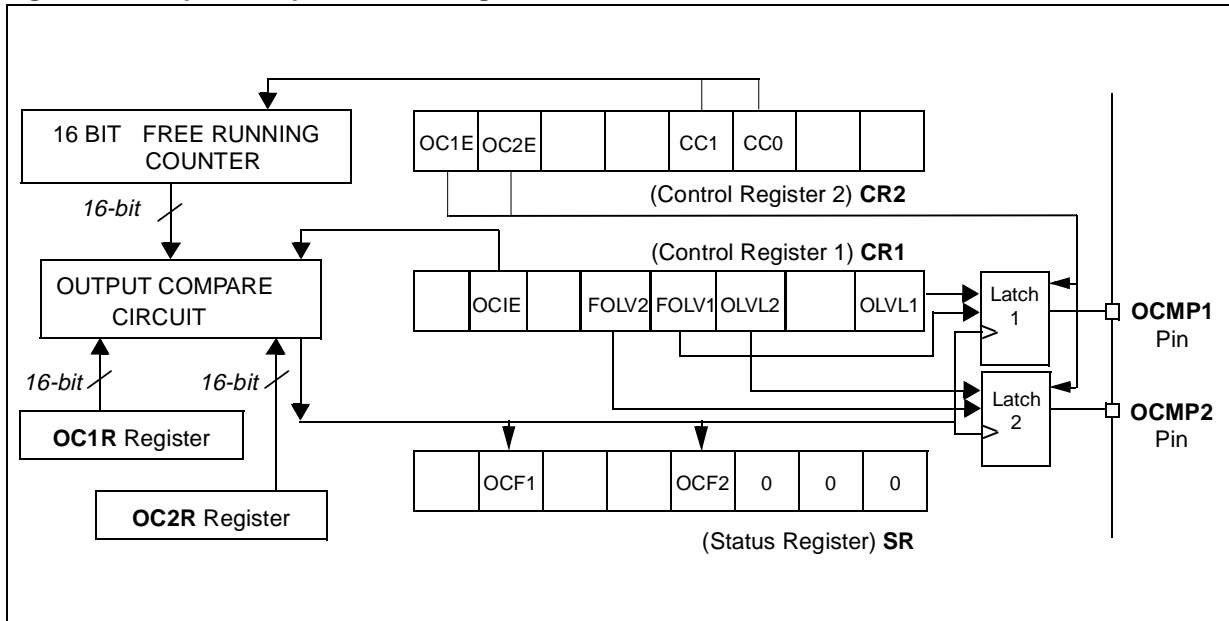 16 BIT FREE RUNNING
COUNTER
OC1E OC2E CC1 CC0
(Control Register 2) CR2
16-bit
(Control Register 1) CR1
OUTPUT COMPARE
CIRCUIT
OCIE FOLV2 FOLV1 OLVL2 OLVL1
Latch
1
OCMP1
Pin
16-bit 16-bit
Latch
2
OCMP2
Pin
OC1R Register
OCF1 OCF2 0 0 0
OC2R Register
(Status Register) SR